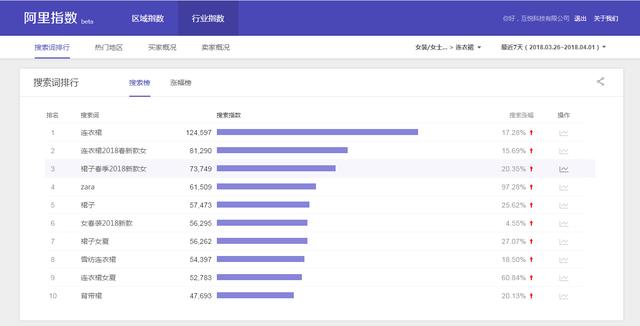 阿里指数 beta 区域指数 行业指数 你好，互悦科技有限公司 退出 关于我们
搜索词排行 热门地区 买家概况 卖家概况 女装/女士... > 连衣裙 最近7天（2018.03.26~2018.04.01）
搜索词排行 搜索榜 涨幅榜
排名 搜索词 搜索指数 搜索涨幅 操作
1 连衣裙 124,597 17.28%
2 连衣裙2018春新款女 81,290 15.69%
3 裙子春季2018新款女 73,749 20.35%
4 zara 61,509 97.28%
5 裙子 57,473 25.62%
6 女春装2018新款 56,295 4.55%
7 裙子女夏 56,262 27.07%
8 雪纺连衣裙 54,397 18.50%
9 连衣裙女夏 52,783 60.84%
10 背带裙 47,693 20.13%